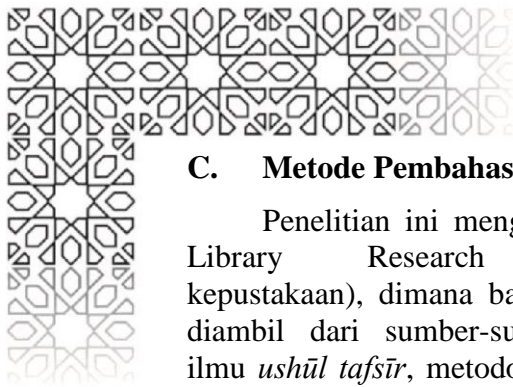 C. Metode Pembahas
Penelitian ini meng
Library Research
kepustakaan), dimana ba
diambil dari sumber-su
ilmu ushūl tafsīr, metodo